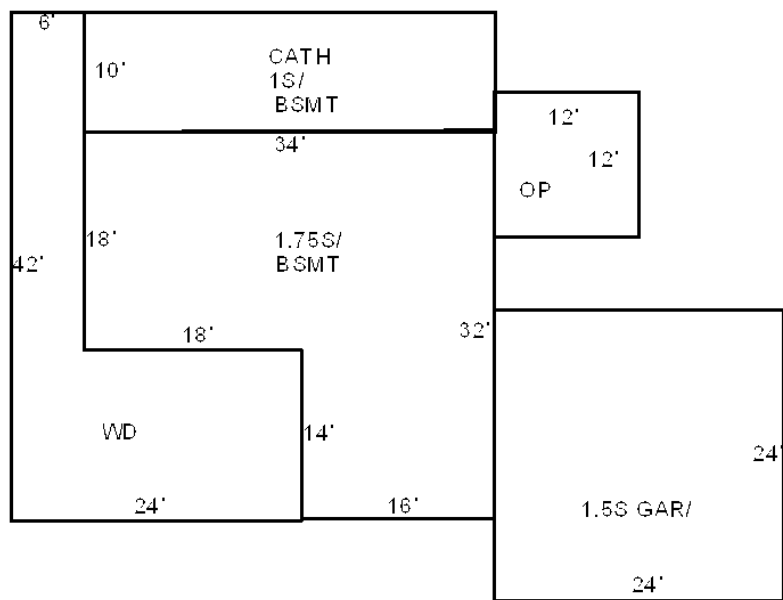 6'
10'
CATH
1S/
BSMT
12'
34'
12'
OP
18'
1.75S/
BSMT
42'
18'
32'
WD
14'
24'
24'
16'
1.5S GAR/
24'